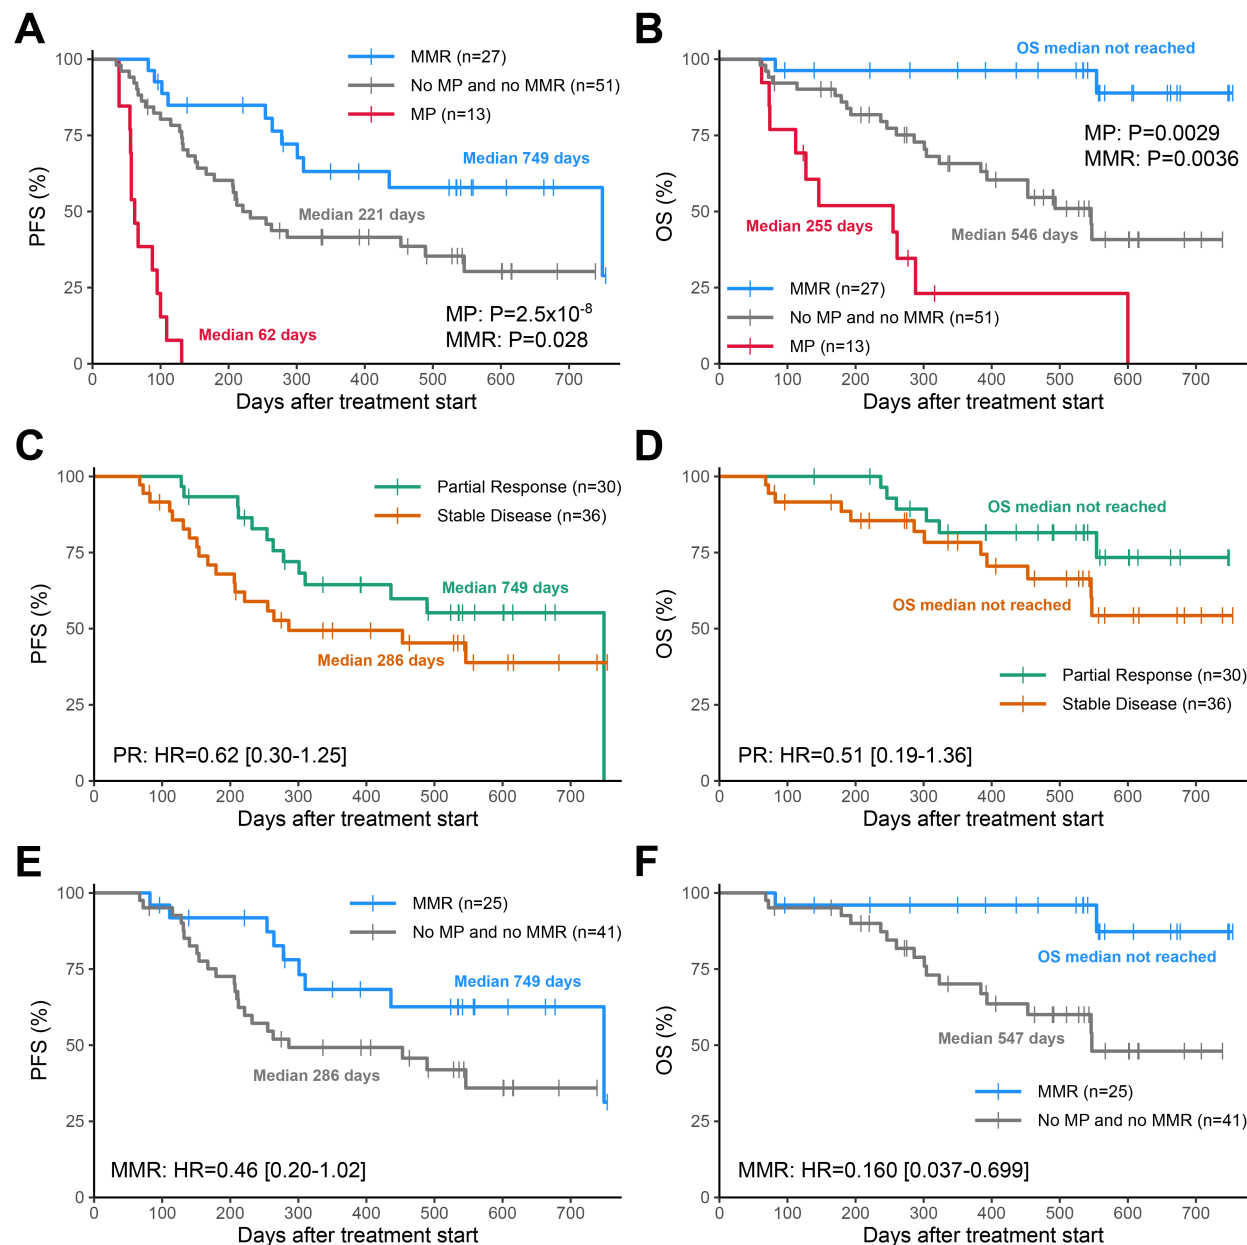 A
100
75
50
25
0
PFS (%)
MMR (n=27)
No MP and no MMR (n=51)
MP (n=13)
Median 749 days
Median 221 days
Median 62 days
MP: P=2.5x10⁻⁸
MMR: P=0.028
0 100 200 300 400 500 600 700
Days after treatment start
B
100
75
50
25
0
OS (%)
OS median not reached
MP: P=0.0029
MMR: P=0.0036
Median 255 days
Median 546 days
MMR (n=27)
No MP and no MMR (n=51)
MP (n=13)
0 100 200 300 400 500 600 700
Days after treatment start
C
100
75
50
25
0
PFS (%)
Partial Response (n=30)
Stable Disease (n=36)
Median 749 days
Median 286 days
PR: HR=0.62 [0.30-1.25]
0 100 200 300 400 500 600 700
Days after treatment start
D
100
75
50
25
0
OS (%)
OS median not reached
OS median not reached
Partial Response (n=30)
Stable Disease (n=36)
PR: HR=0.51 [0.19-1.36]
0 100 200 300 400 500 600 700
Days after treatment start
E
100
75
50
25
0
PFS (%)
MMR (n=25)
No MP and no MMR (n=41)
Median 749 days
Median 286 days
MMR: HR=0.46 [0.20-1.02]
0 100 200 300 400 500 600 700
Days after treatment start
F
100
75
50
25
0
OS (%)
OS median not reached
Median 547 days
MMR (n=25)
No MP and no MMR (n=41)
MMR: HR=0.160 [0.037-0.699]
0 100 200 300 400 500 600 700
Days after treatment start